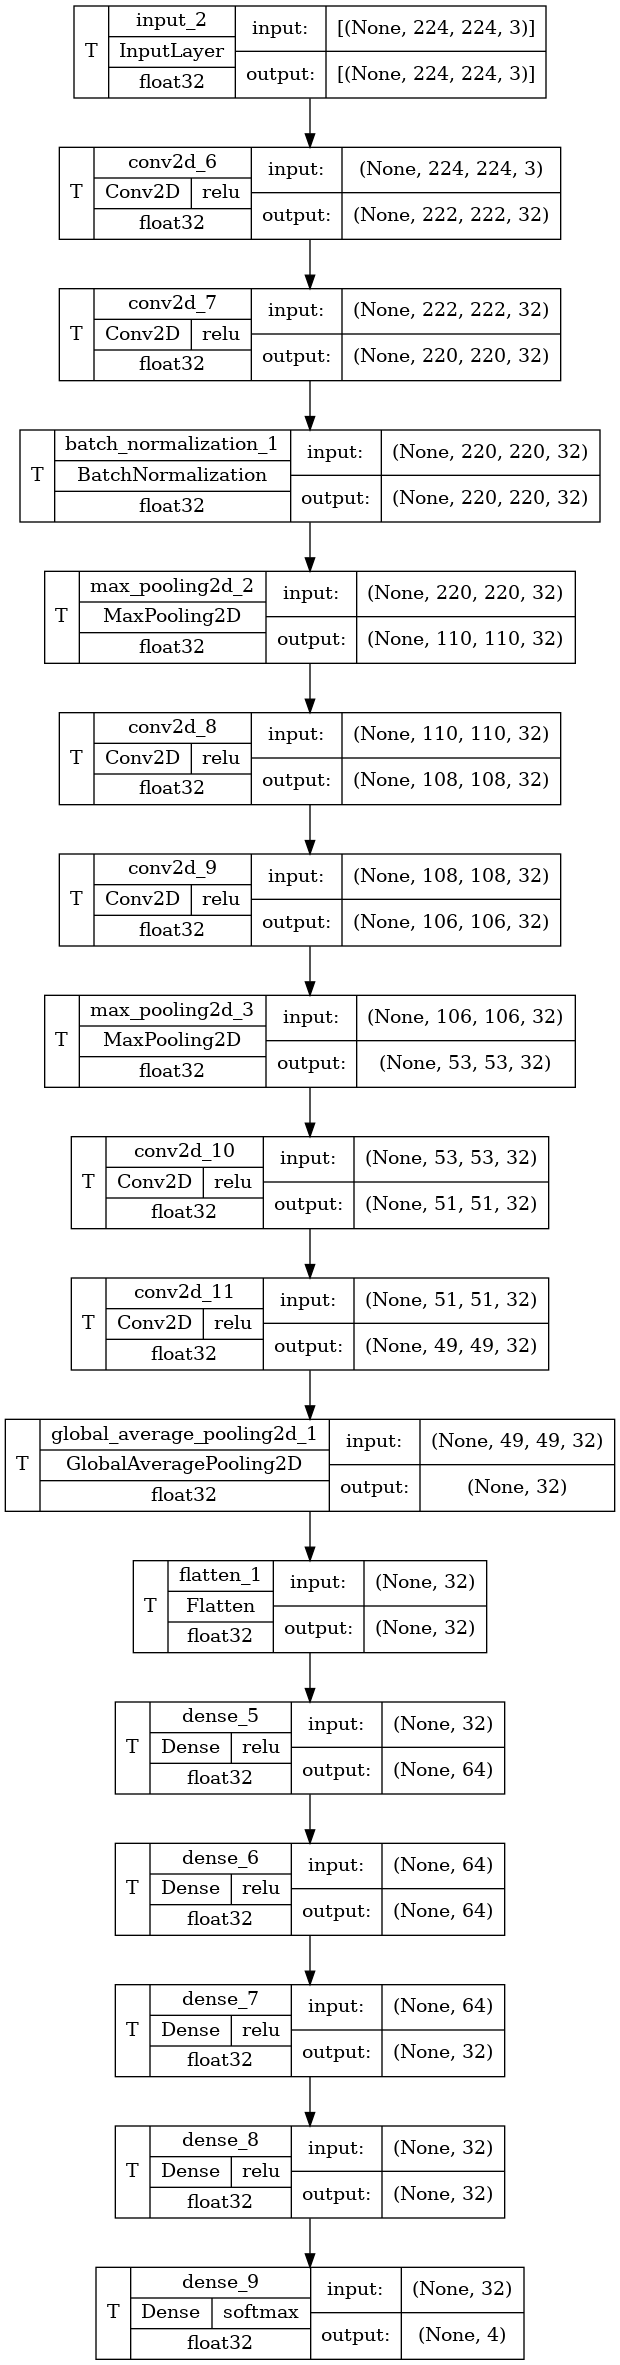 T
input_2
InputLayer
float32
input:
[(None, 224, 224, 3)]
output:
[(None, 224, 224, 3)]
T
conv2d_6
Conv2D relu
float32
input:
(None, 224, 224, 3)
output:
(None, 222, 222, 32)
T
conv2d_7
Conv2D relu
float32
input:
(None, 222, 222, 32)
output:
(None, 220, 220, 32)
T
batch_normalization_1
BatchNormalization
float32
input:
(None, 220, 220, 32)
output:
(None, 220, 220, 32)
T
max_pooling2d_2
MaxPooling2D
float32
input:
(None, 220, 220, 32)
output:
(None, 110, 110, 32)
T
conv2d_8
Conv2D relu
float32
input:
(None, 110, 110, 32)
output:
(None, 108, 108, 32)
T
conv2d_9
Conv2D relu
float32
input:
(None, 108, 108, 32)
output:
(None, 106, 106, 32)
T
max_pooling2d_3
MaxPooling2D
float32
input:
(None, 106, 106, 32)
output:
(None, 53, 53, 32)
T
conv2d_10
Conv2D relu
float32
input:
(None, 53, 53, 32)
output:
(None, 51, 51, 32)
T
conv2d_11
Conv2D relu
float32
input:
(None, 51, 51, 32)
output:
(None, 49, 49, 32)
T
global_average_pooling2d_1
GlobalAveragePooling2D
float32
input:
(None, 49, 49, 32)
output:
(None, 32)
T
flatten_1
Flatten
float32
input:
(None, 32)
output:
(None, 32)
T
dense_5
Dense relu
float32
input:
(None, 32)
output:
(None, 64)
T
dense_6
Dense relu
float32
input:
(None, 64)
output:
(None, 64)
T
dense_7
Dense relu
float32
input:
(None, 64)
output:
(None, 32)
T
dense_8
Dense relu
float32
input:
(None, 32)
output:
(None, 32)
T
dense_9
Dense softmax
float32
input:
(None, 32)
output:
(None, 4)